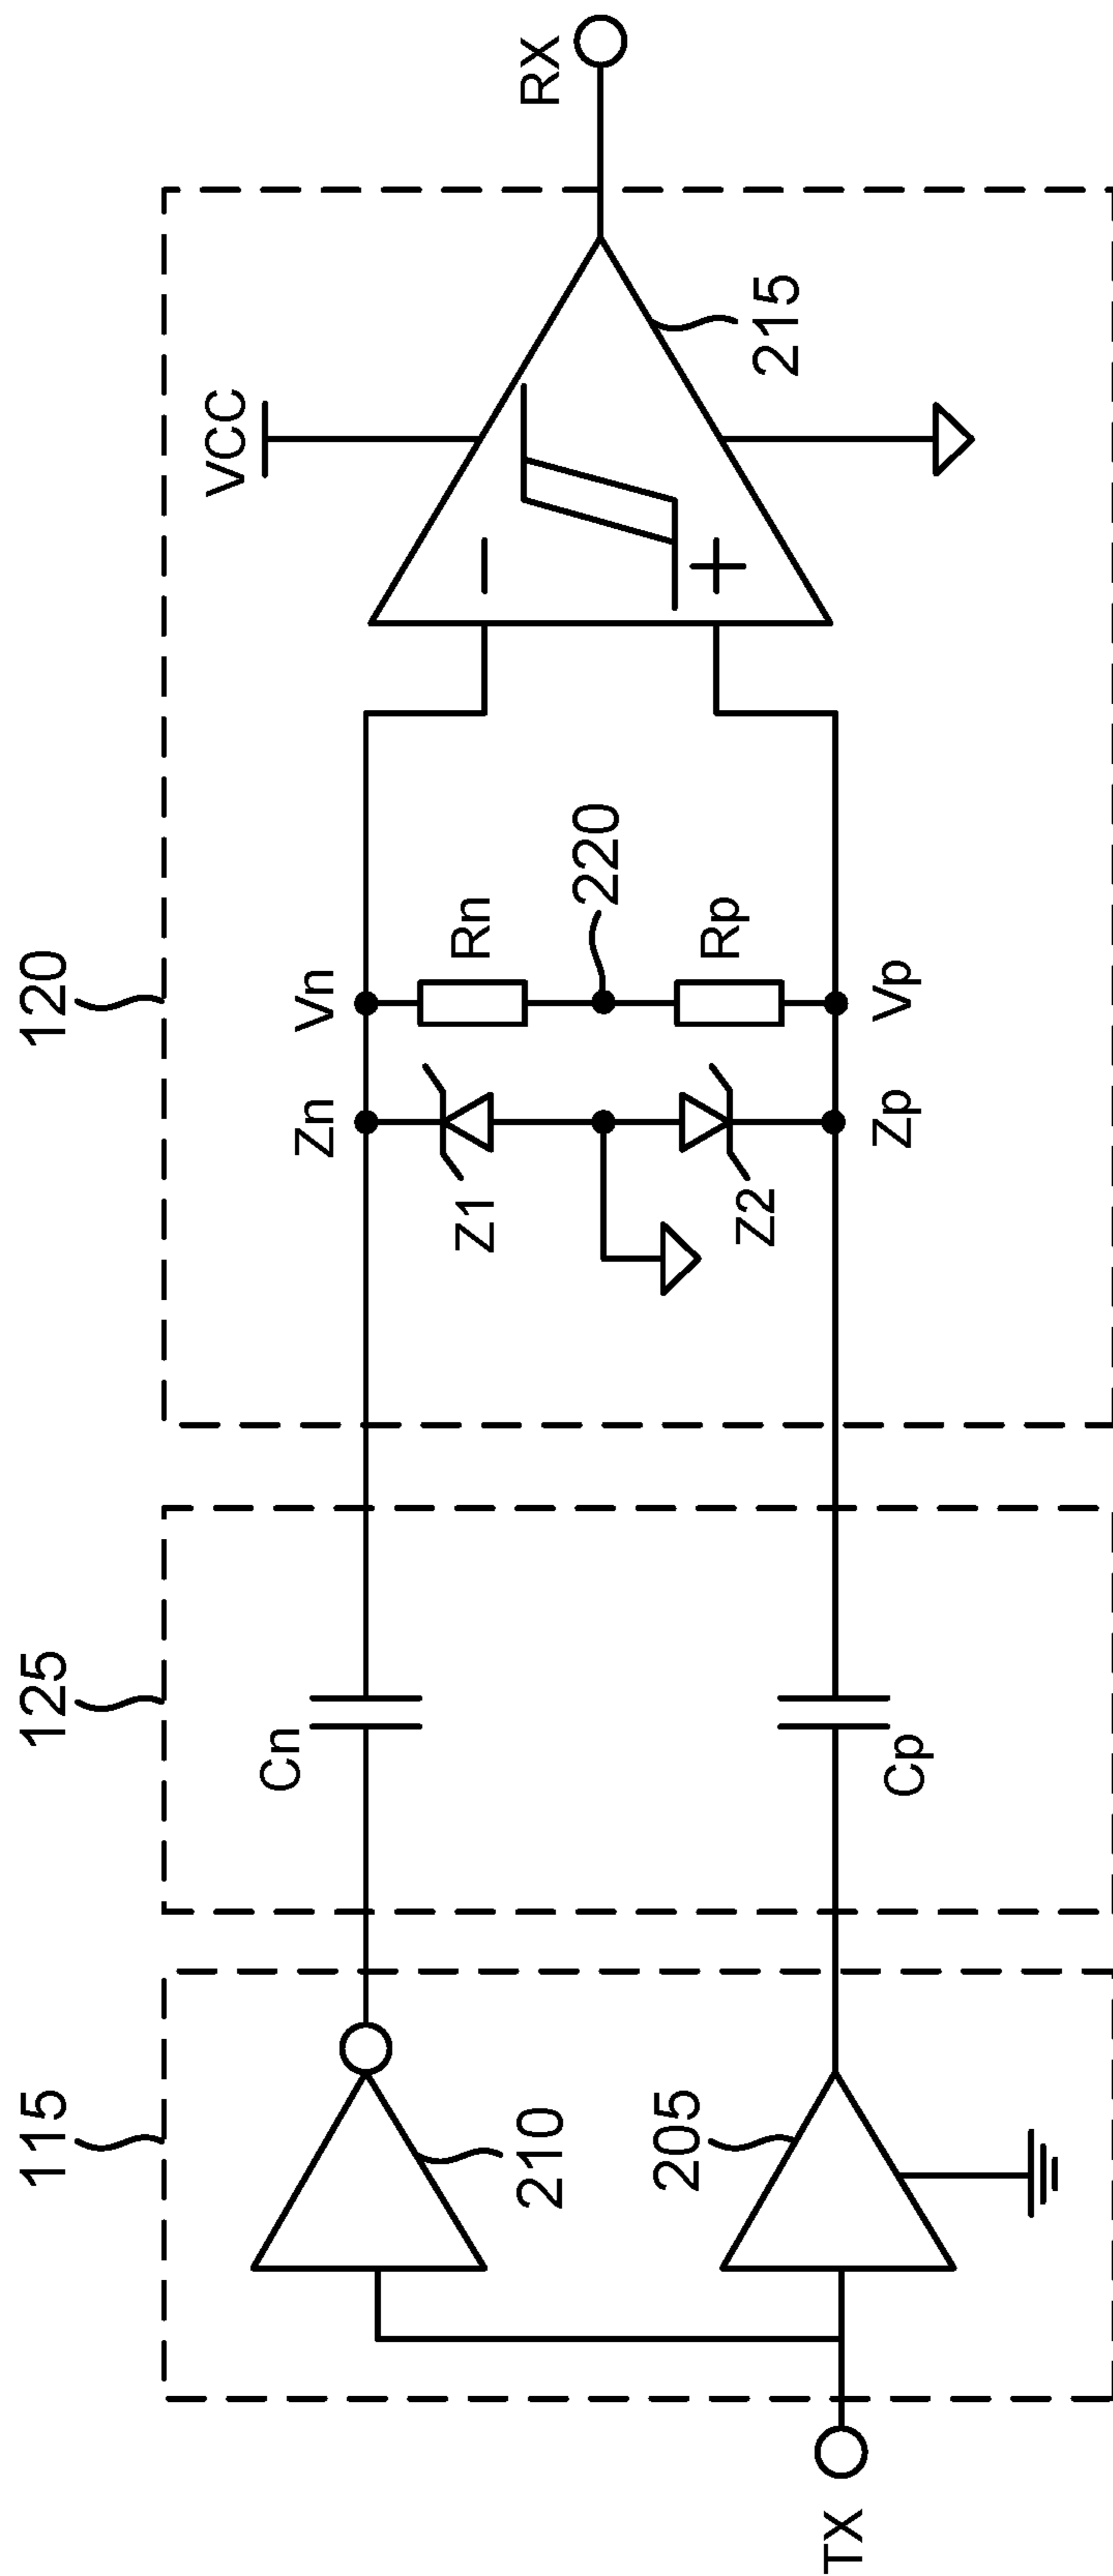 115
125
120
TX
210
205
Cn
Cp
Zn
Vn
Z1
Z2
Rn
220
Rp
Zp
Vp
VCC
−
+
215
RX